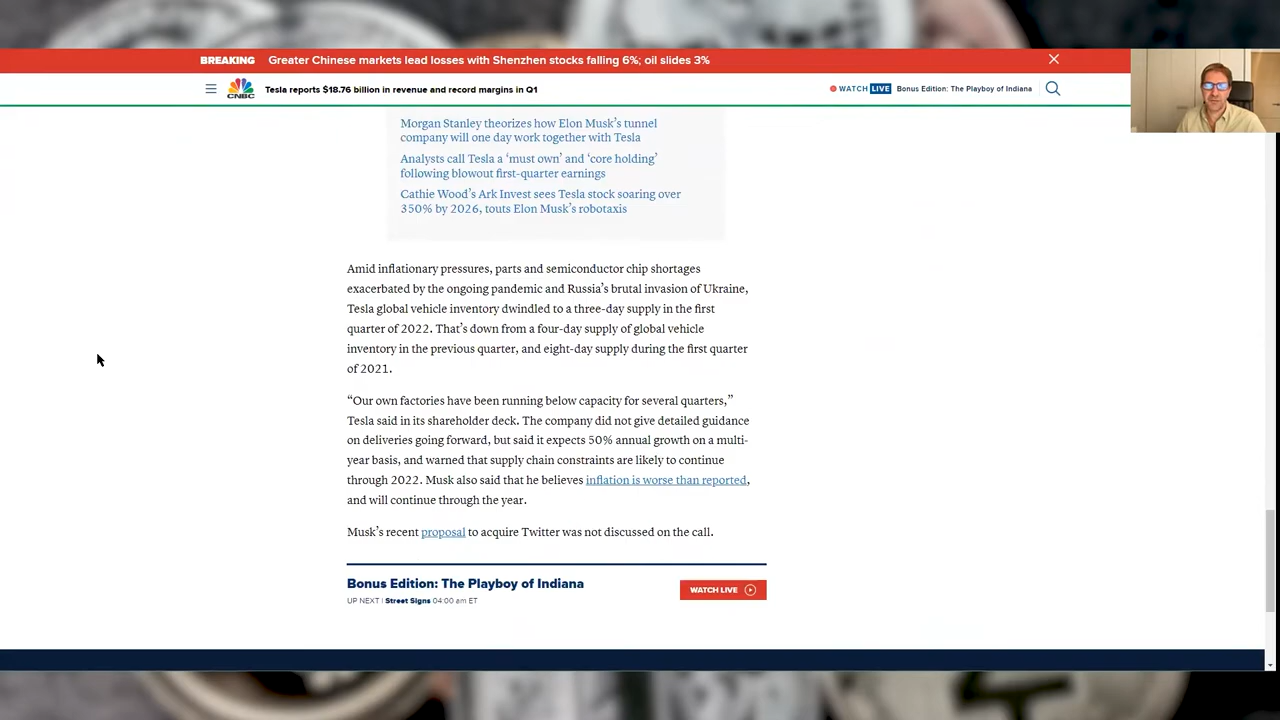 BREAKING Greater Chinese markets lead losses with Shenzhen stocks falling 6%; oil slides 3%
CNBC Tesla reports $18.76 billion in revenue and record margins in Q1 WATCH LIVE Bonus Edition: The Playboy of Indiana
Morgan Stanley theorizes how Elon Musk’s tunnel
company will one day work together with Tesla
Analysts call Tesla a ‘must own’ and ‘core holding’
following blowout first-quarter earnings
Cathie Wood’s Ark Invest sees Tesla stock soaring over
350% by 2026, touts Elon Musk’s robotaxis
Amid inflationary pressures, parts and semiconductor chip shortages
exacerbated by the ongoing pandemic and Russia’s brutal invasion of Ukraine,
Tesla global vehicle inventory dwindled to a three-day supply in the first
quarter of 2022. That’s down from a four-day supply of global vehicle
inventory in the previous quarter, and eight-day supply during the first quarter
of 2021.
“Our own factories have been running below capacity for several quarters,”
Tesla said in its shareholder deck. The company did not give detailed guidance
on deliveries going forward, but said it expects 50% annual growth on a multi-
year basis, and warned that supply chain constraints are likely to continue
through 2022. Musk also said that he believes inflation is worse than reported,
and will continue through the year.
Musk’s recent proposal to acquire Twitter was not discussed on the call.
Bonus Edition: The Playboy of Indiana
WATCH LIVE
UP NEXT | Street Signs 04:00 am ET